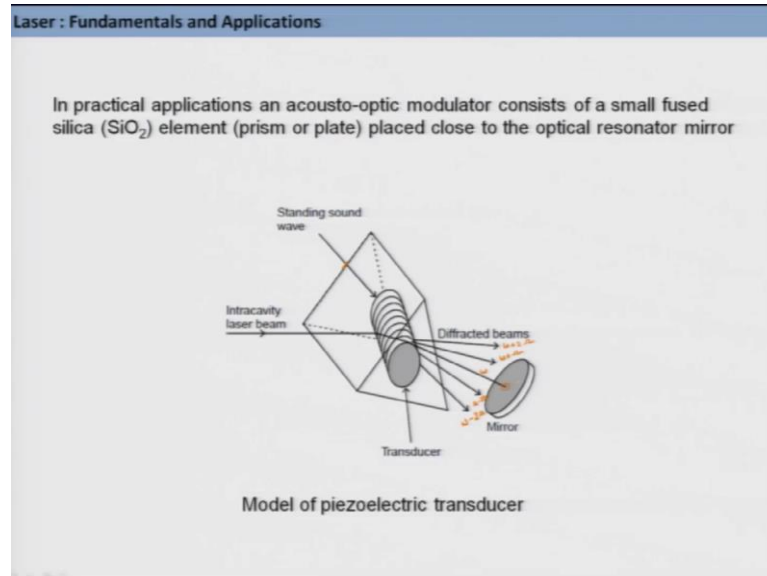 Laser : Fundamentals and Applications
In practical applications an acousto-optic modulator consists of a small fused
silica (SiO₂) element (prism or plate) placed close to the optical resonator mirror
Standing sound
wave
Intracavity
laser beam
Diffracted beams
ω
Mirror
Transducer
Model of piezoelectric transducer